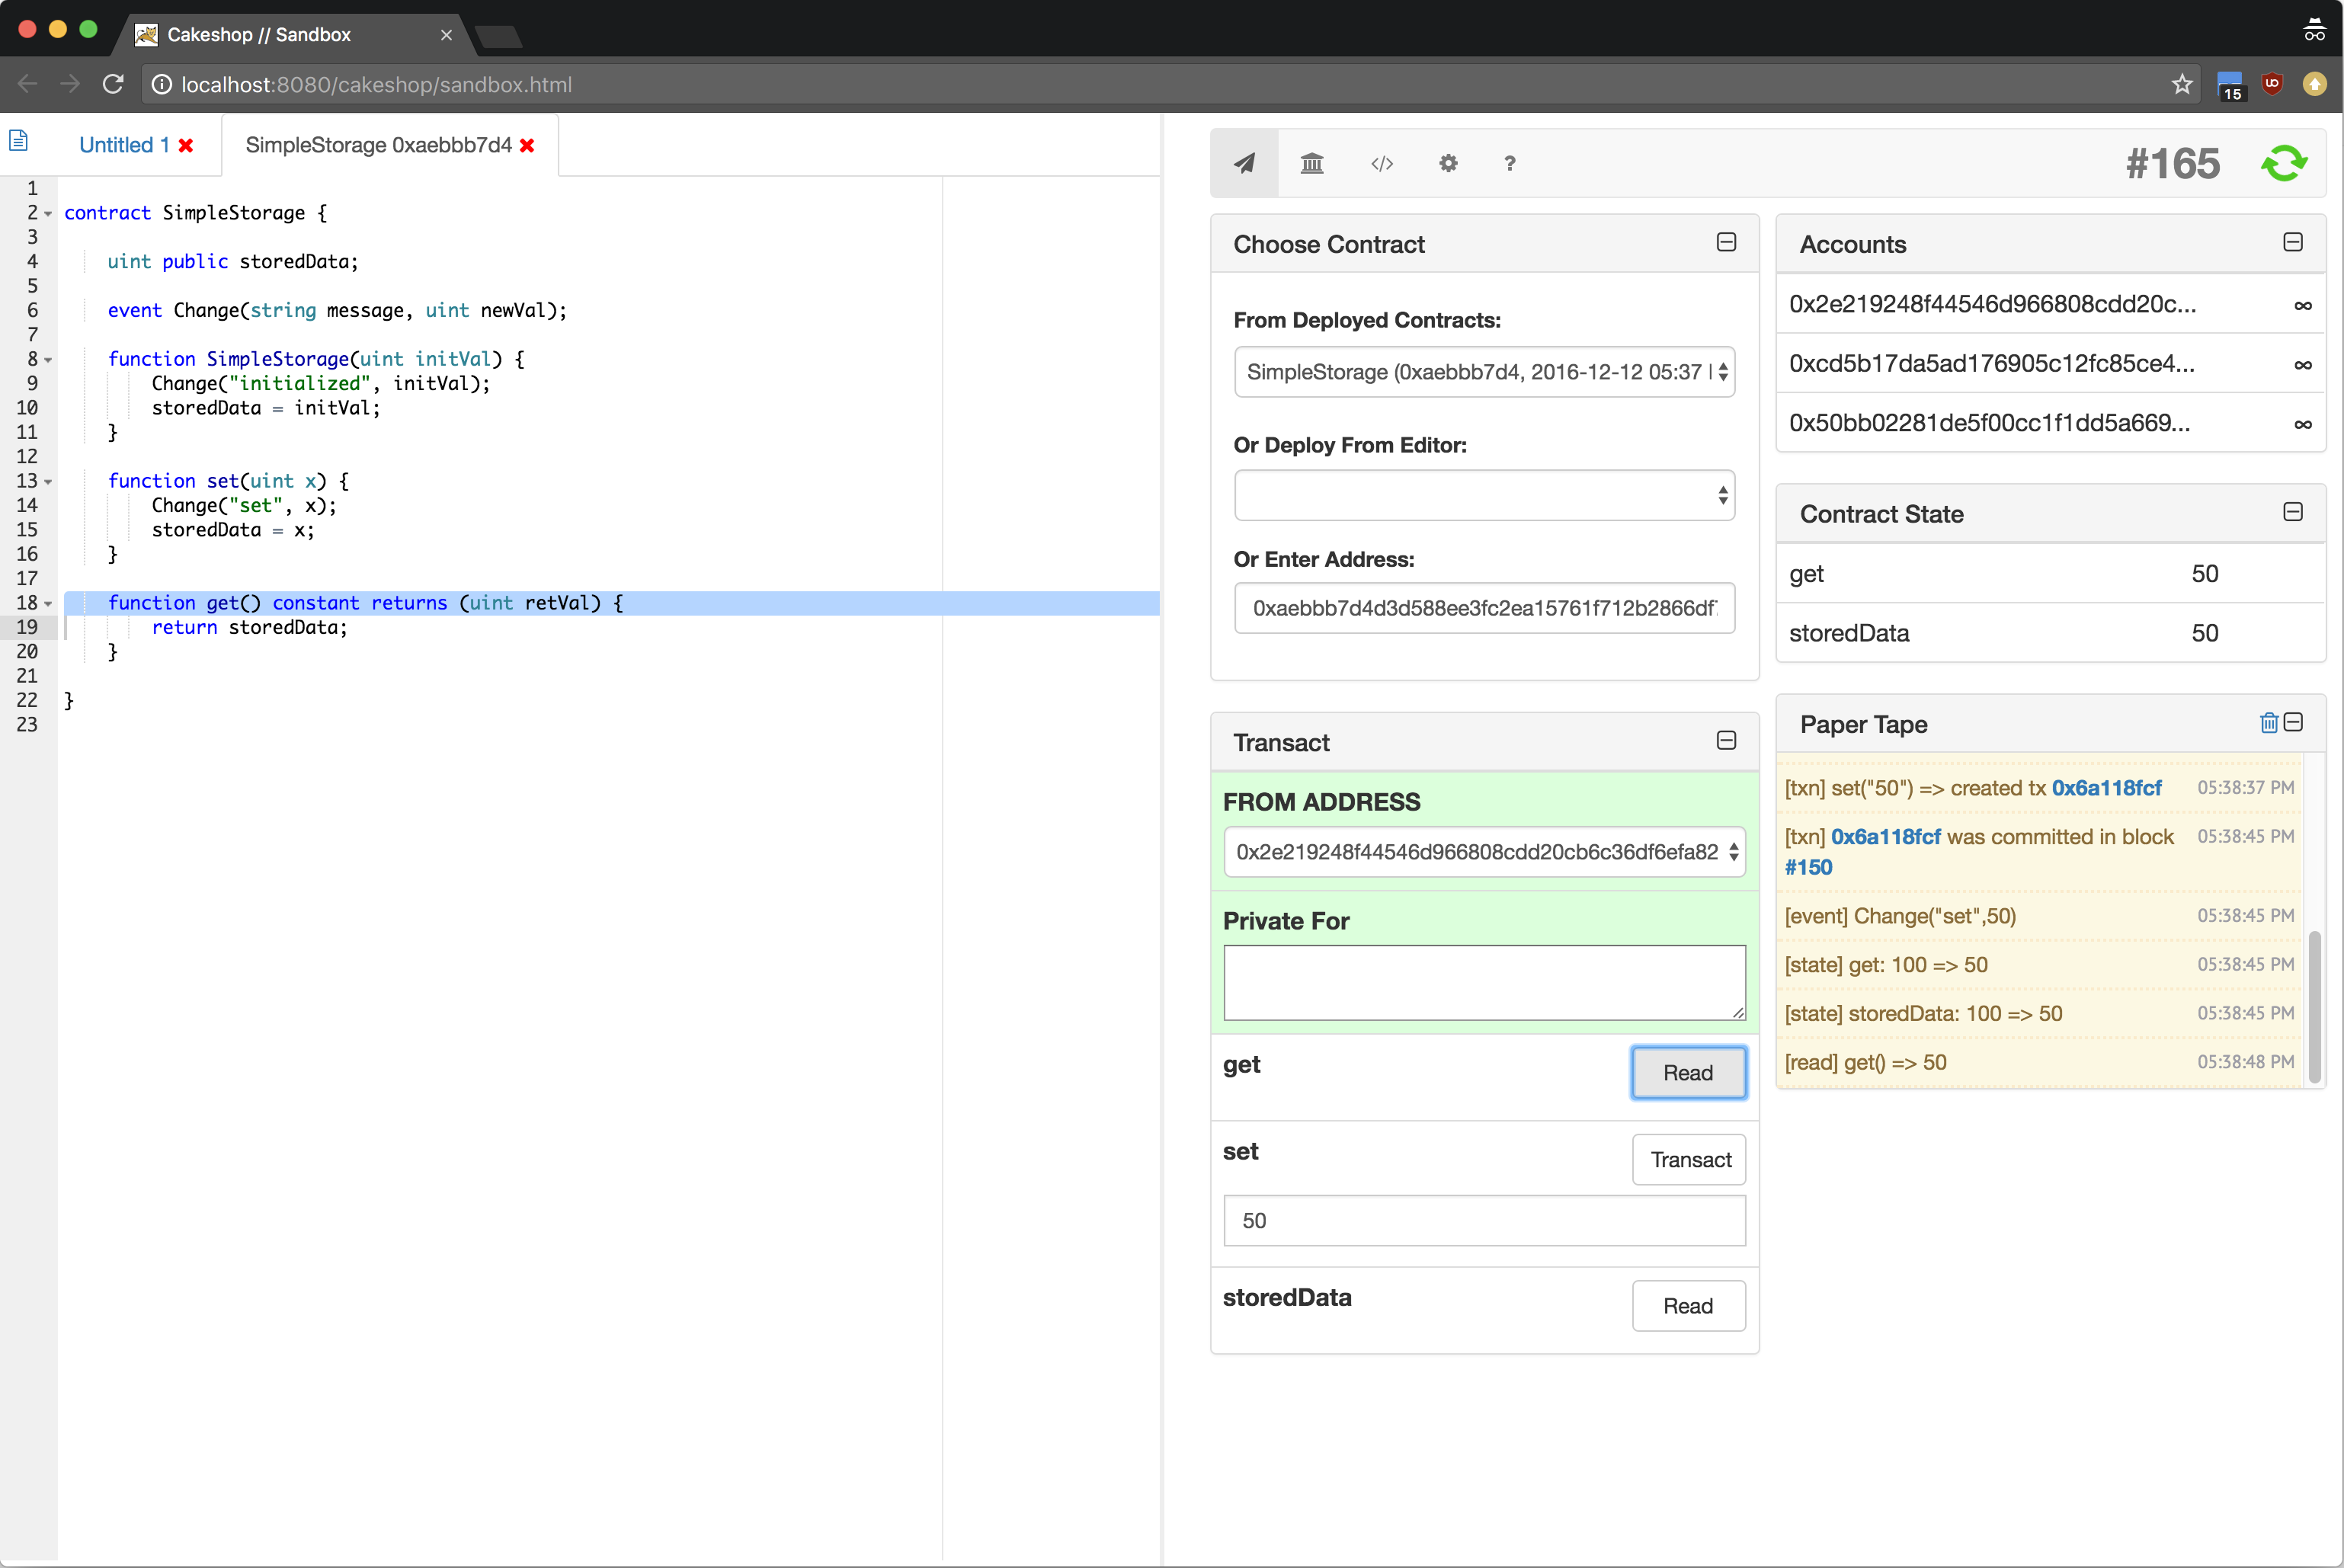 Cakeshop // Sandbox
localhost:8080/cakeshop/sandbox.html
15
Untitled 1
SimpleStorage 0xaebbb7d4
1
2 contract SimpleStorage {
3
4 uint public storedData;
5
6 event Change(string message, uint newVal);
7
8 function SimpleStorage(uint initVal) {
9 Change("initialized", initVal);
10 storedData = initVal;
11 }
12
13 function set(uint x) {
14 Change("set", x);
15 storedData = x;
16 }
17
18 function get() constant returns (uint retVal) {
19 return storedData;
20 }
21
22 }
23
#165
Choose Contract
From Deployed Contracts:
SimpleStorage (0xaebbb7d4, 2016-12-12 05:37
Or Deploy From Editor:
Or Enter Address:
0xaebbb7d4d3d588ee3fc2ea15761f712b2866df
Transact
FROM ADDRESS
0x2e219248f44546d966808cdd20cb6c36df6efa82
Private For
get
Read
set
Transact
50
storedData
Read
Accounts
0x2e219248f44546d966808cdd20c... ∞
0xcd5b17da5ad176905c12fc85ce4... ∞
0x50bb02281de5f00cc1f1dd5a669... ∞
Contract State
get 50
storedData 50
Paper Tape
[txn] set("50") => created tx 0x6a118fcf 05:38:37 PM
[txn] 0x6a118fcf was committed in block 05:38:45 PM
#150
[event] Change("set",50) 05:38:45 PM
[state] get: 100 => 50 05:38:45 PM
[state] storedData: 100 => 50 05:38:45 PM
[read] get() => 50 05:38:48 PM